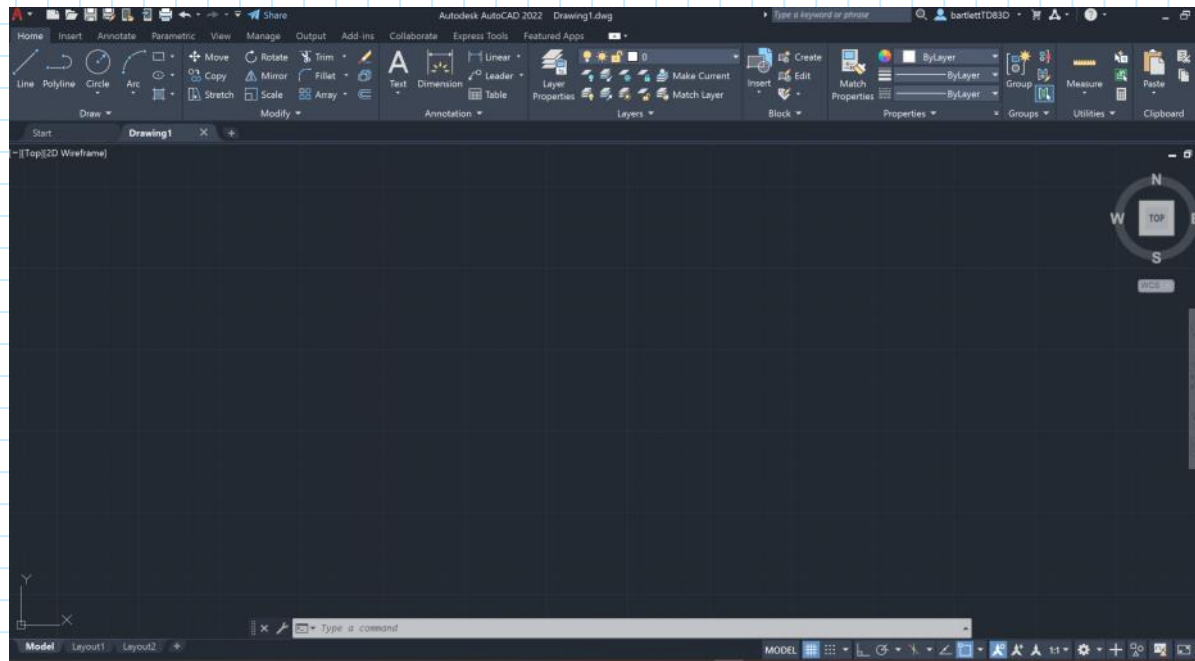 Share Autodesk AutoCAD 2022 Drawing1.dwg Type a keyword or phrase bartlettTD83D
Home Insert Annotate Parametric View Manage Output Add-ins Collaborate Express Tools Featured Apps
Move Rotate Trim Linear 0 Create ByLayer
Line Polyline Circle Arc Copy Mirror Fillet Text Dimension Leader Layer Properties Make Current Insert Edit Match Properties ByLayer Group Measure Paste
Stretch Scale Array Table Match Layer ByLayer
Draw Modify Annotation Layers Block Properties Groups Utilities Clipboard
Start Drawing1
[−][Top][2D Wireframe]
N
W TOP E
S
WCS
Y
X
Type a command
Model Layout1 Layout2 MODEL 1:1